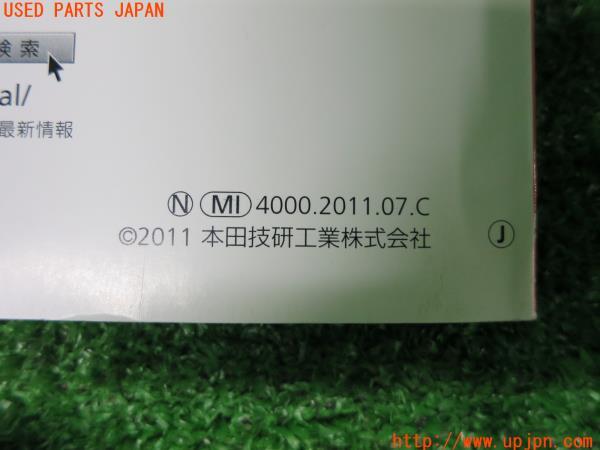 USED PARTS JAPAN
検索
al/
最新情報
Ⓝ MI 4000.2011.07.C
©2011 本田技研工業株式会社 Ⓙ
http://www.upjpn.com